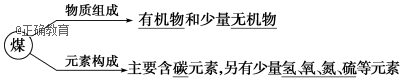 物质组成
有机物和少量无机物
煤
@正确教育
元素构成
主要含碳元素,另有少量氢、氧、氮、硫等元素